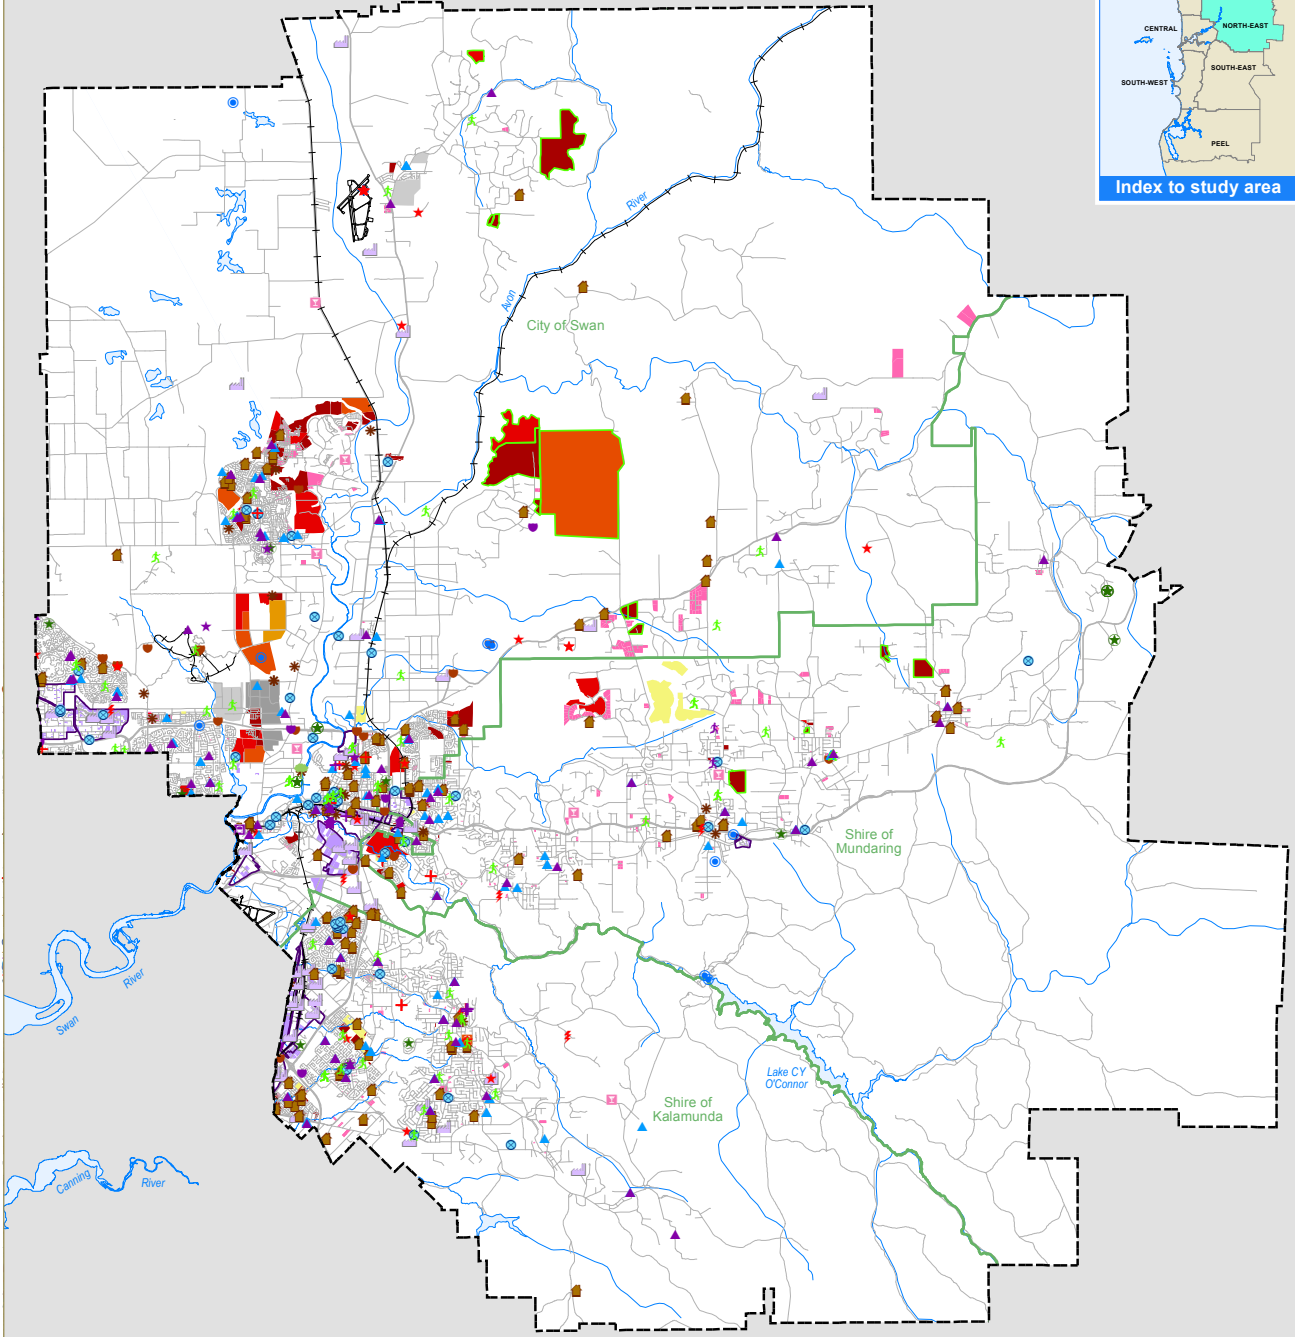 CENTRAL
NORTH-EAST
SOUTH-EAST
SOUTH-WEST
PEEL
Index to study area
River
Avon
City of Swan
Shire of
Mundaring
River
Swan
Lake CY
O'Connor
Shire of
Kalamunda
Canning
River